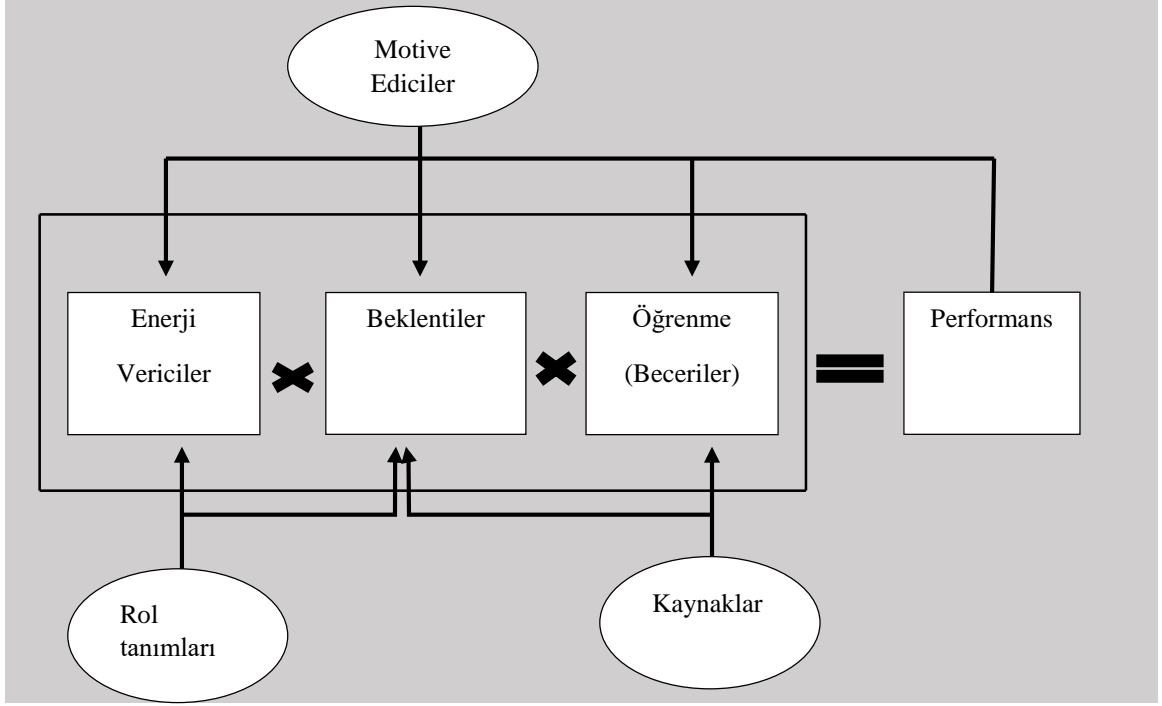 Motive
Ediciler
Enerji
Vericiler
Beklentiler
Öğrenme
(Beceriler)
Performans
Rol
tanımları
Kaynaklar